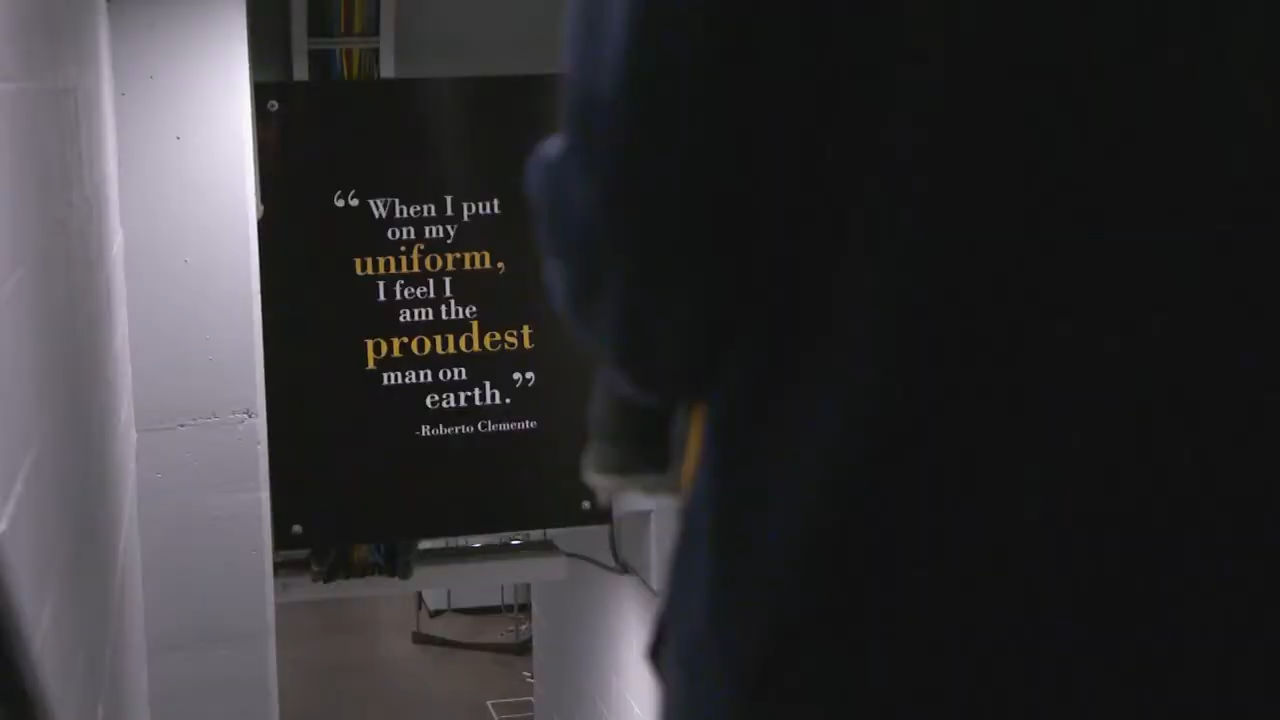 “ When I put
on my
uniform,
I feel I
am the
proudest
man on
earth.”
-Roberto Clemente